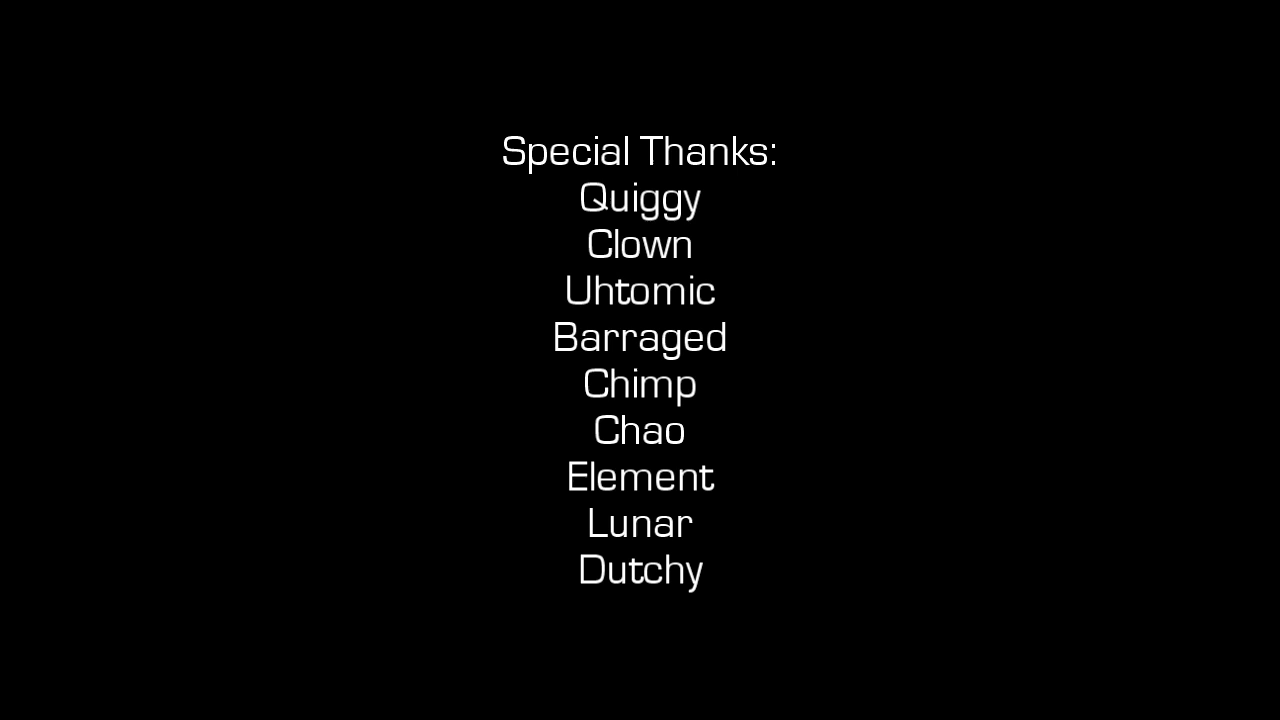 Special Thanks:
Quiggy
Clown
Uhtomic
Barraged
Chimp
Chao
Element
Lunar
Dutchy